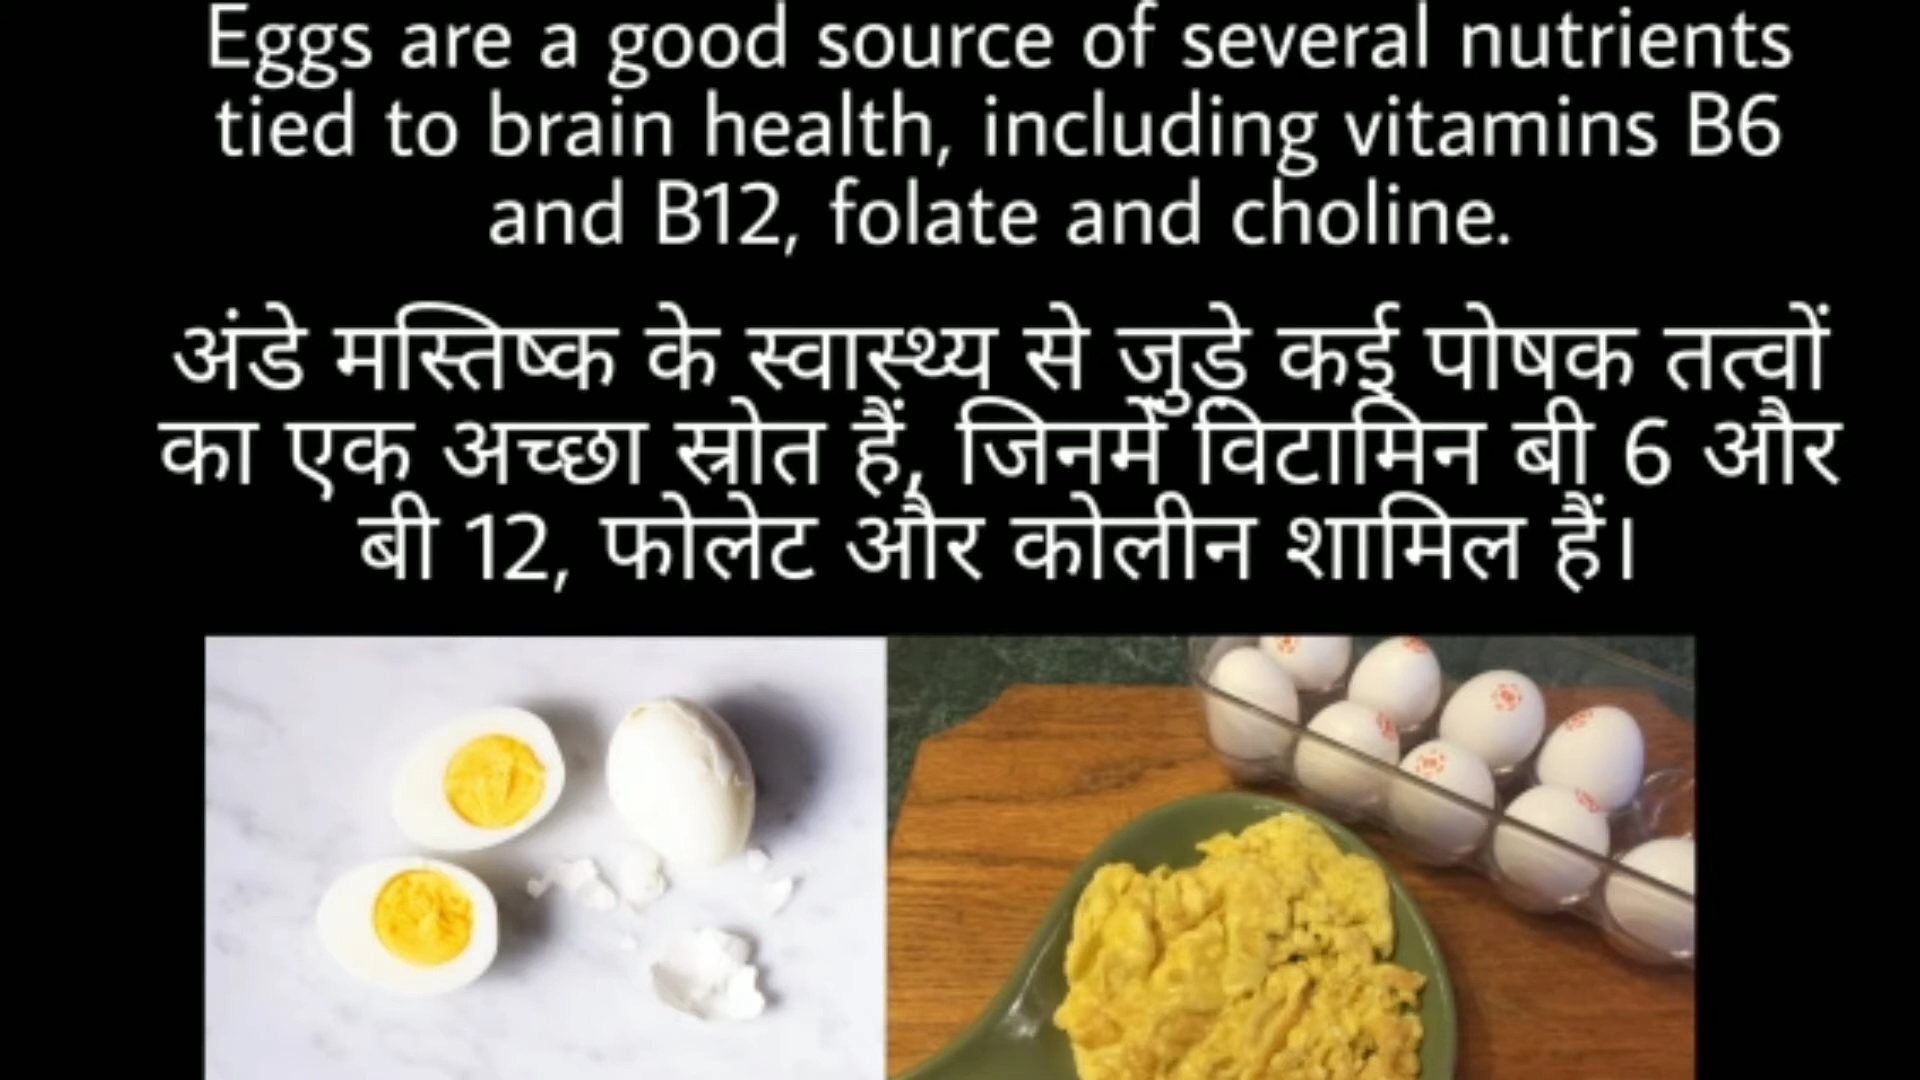 Eggs are a good source of several nutrients
tied to brain health, including vitamins B6
and B12, folate and choline.
अंडे मस्तिष्क के स्वास्थ्य से जुड़े कई पोषक तत्वों
का एक अच्छा स्रोत हैं, जिनमें विटामिन बी 6 और
बी 12, फोलेट और कोलीन शामिल हैं।